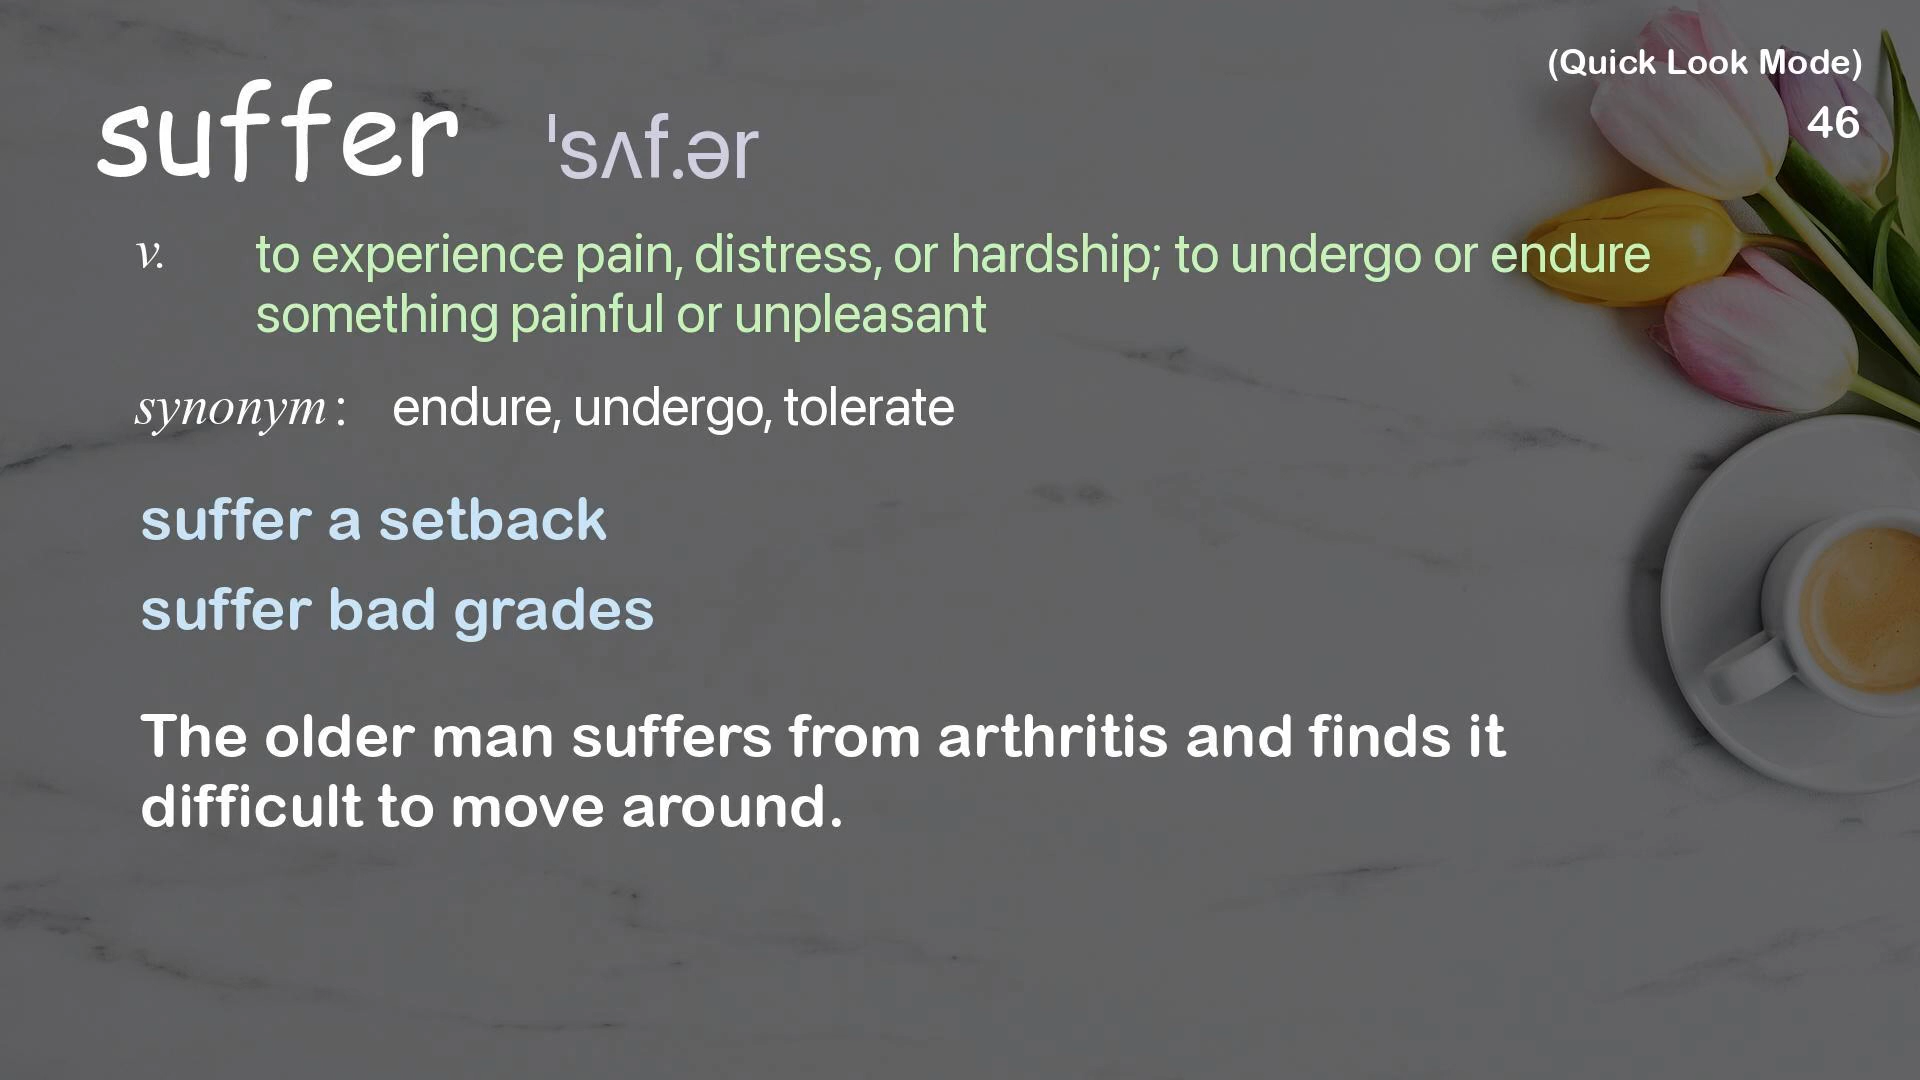 (Quick Look Mode)
46
suffer ˈsʌf.ər
v. to experience pain, distress, or hardship; to undergo or endure
something painful or unpleasant
synonym: endure, undergo, tolerate
suffer a setback
suffer bad grades
The older man suffers from arthritis and finds it
difficult to move around.